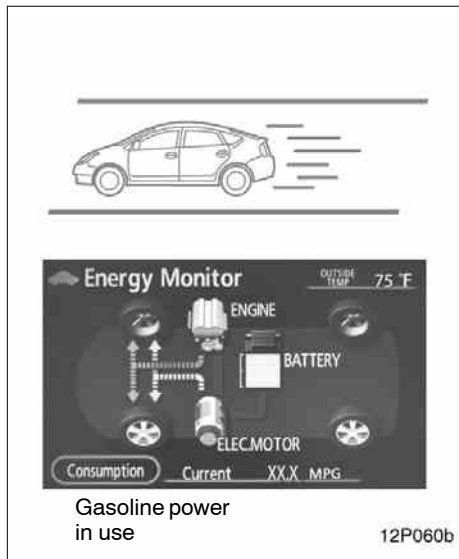 Energy Monitor
OUTSIDE TEMP 75 °F
ENGINE
BATTERY
ELEC.MOTOR
Consumption Current XX.X MPG
Gasoline power
in use
12P060b